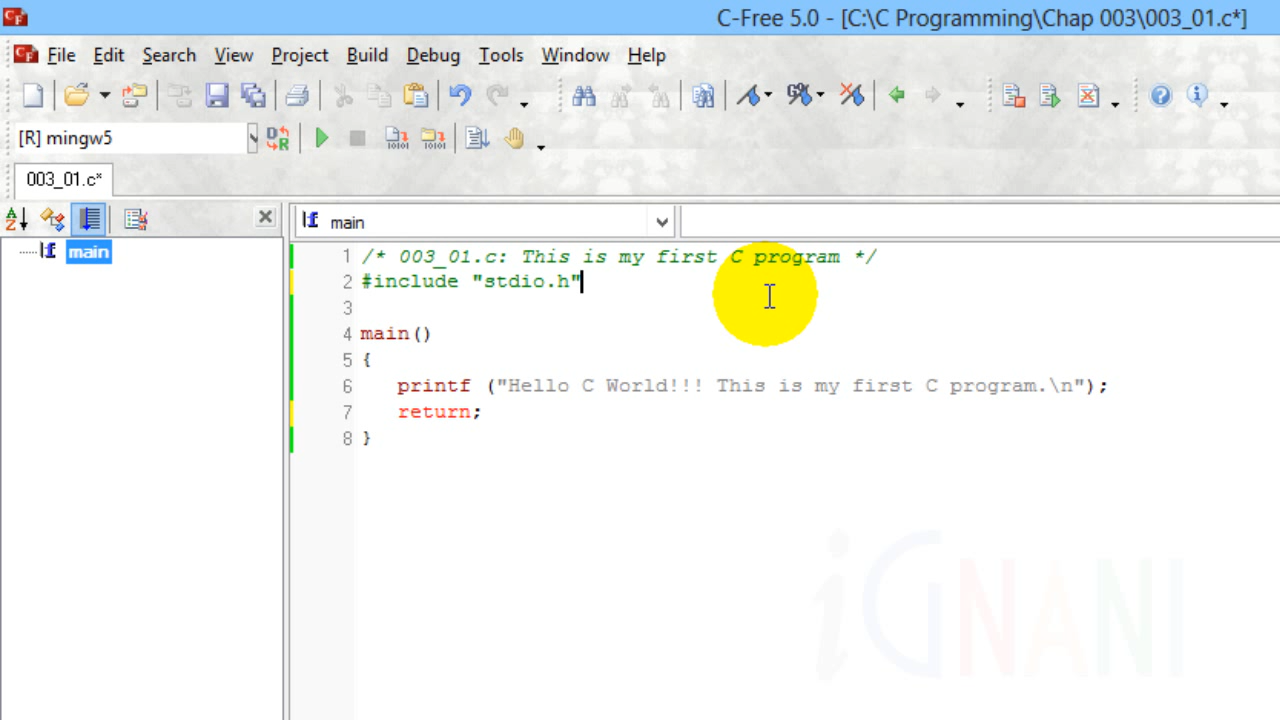 C-Free 5.0 - [C:\C Programming\Chap 003\003_01.c*]
File Edit Search View Project Build Debug Tools Window Help
[R] mingw5
003_01.c*
main
main
1 /* 003_01.c: This is my first C program */
2 #include "stdio.h"
3
4 main()
5 {
6 printf ("Hello C World!!! This is my first C program.\n");
7 return;
8 }
iGNANI